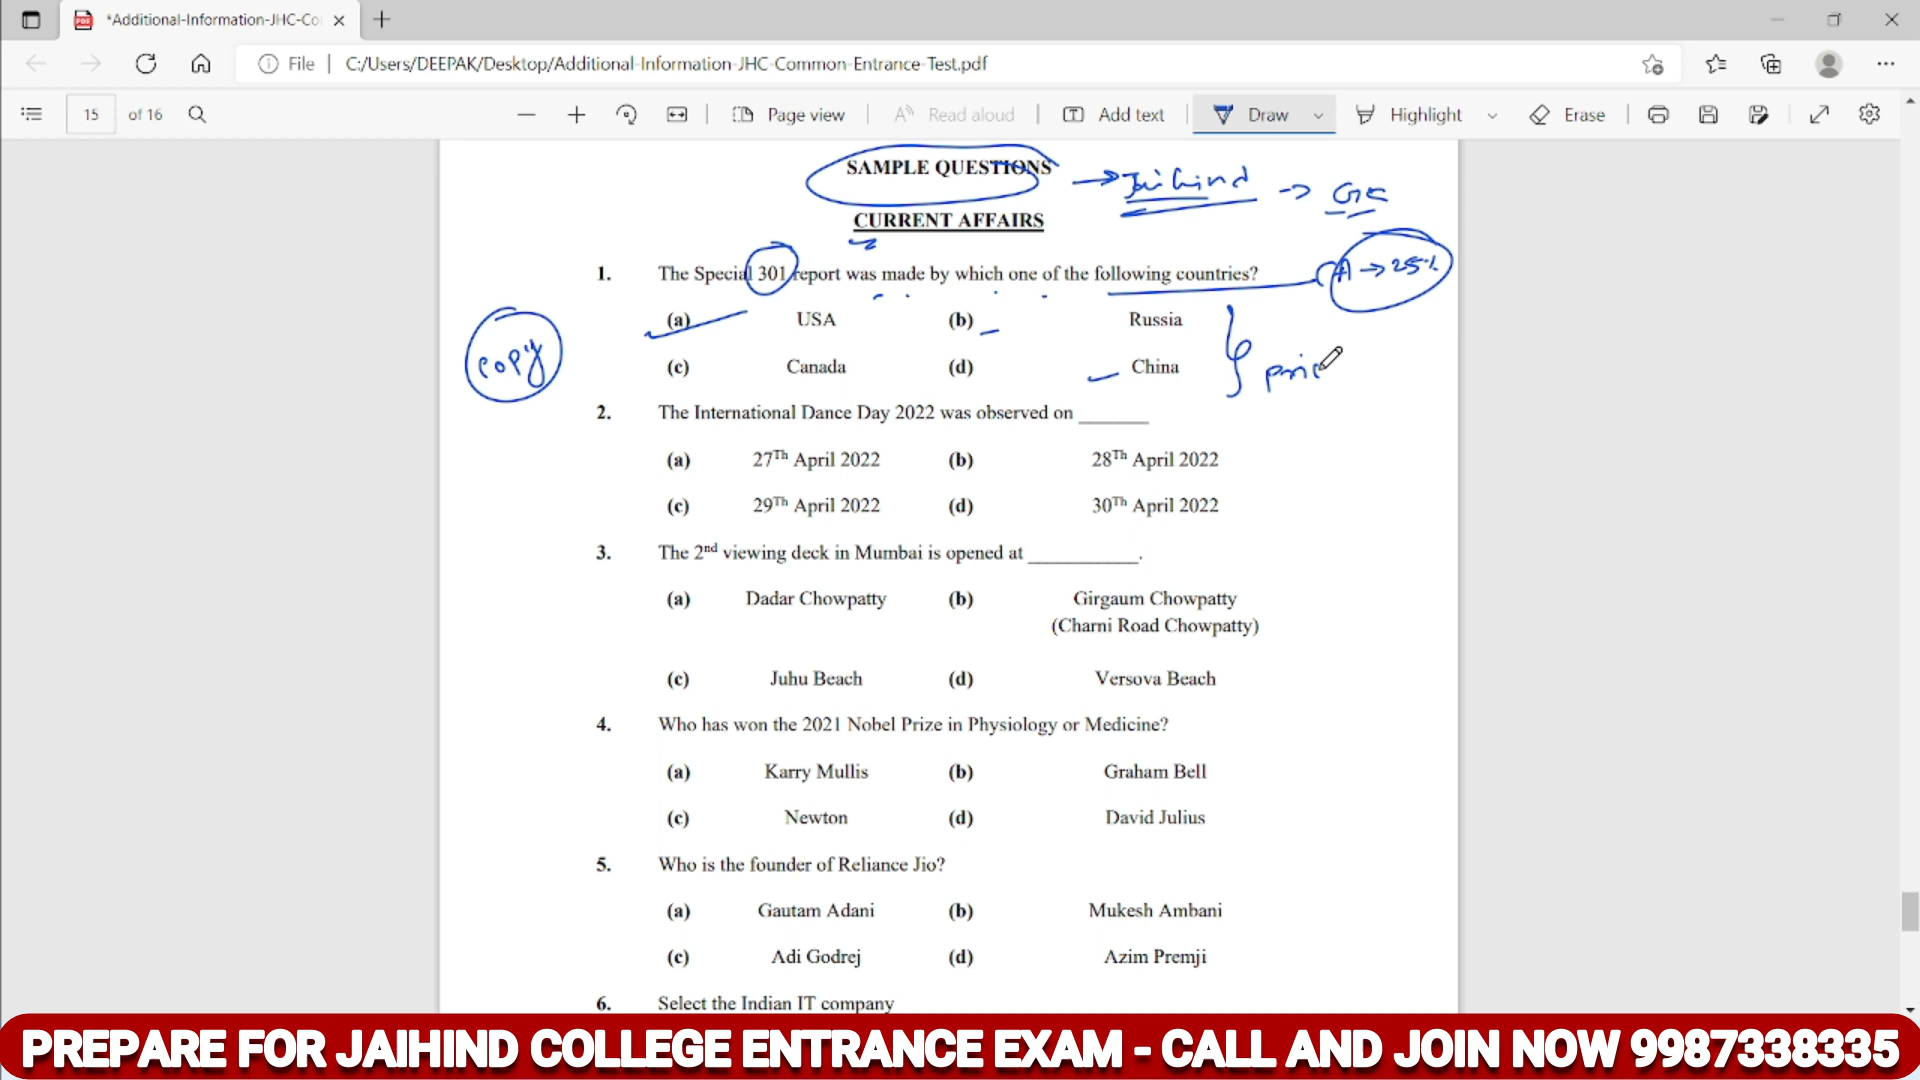 *Additional-Information-JHC-Co
File | C:/Users/DEEPAK/Desktop/Additional-Information-JHC-Common-Entrance-Test.pdf
15 of 16 Page view Read aloud Add text Draw Highlight Erase
SAMPLE QUESTIONS → Jaihind → GK
CURRENT AFFAIRS
1. The Special 301 report was made by which one of the following countries? CA → 25%
(a) USA (b) Russia
copy
(c) Canada (d) China
2. The International Dance Day 2022 was observed on _______
(a) 27Th April 2022 (b) 28Th April 2022
(c) 29Th April 2022 (d) 30Th April 2022
3. The 2nd viewing deck in Mumbai is opened at ___________.
(a) Dadar Chowpatty (b) Girgaum Chowpatty
(Charni Road Chowpatty)
(c) Juhu Beach (d) Versova Beach
4. Who has won the 2021 Nobel Prize in Physiology or Medicine?
(a) Karry Mullis (b) Graham Bell
(c) Newton (d) David Julius
5. Who is the founder of Reliance Jio?
(a) Gautam Adani (b) Mukesh Ambani
(c) Adi Godrej (d) Azim Premji
6. Select the Indian IT company
PREPARE FOR JAIHIND COLLEGE ENTRANCE EXAM - CALL AND JOIN NOW 9987338335